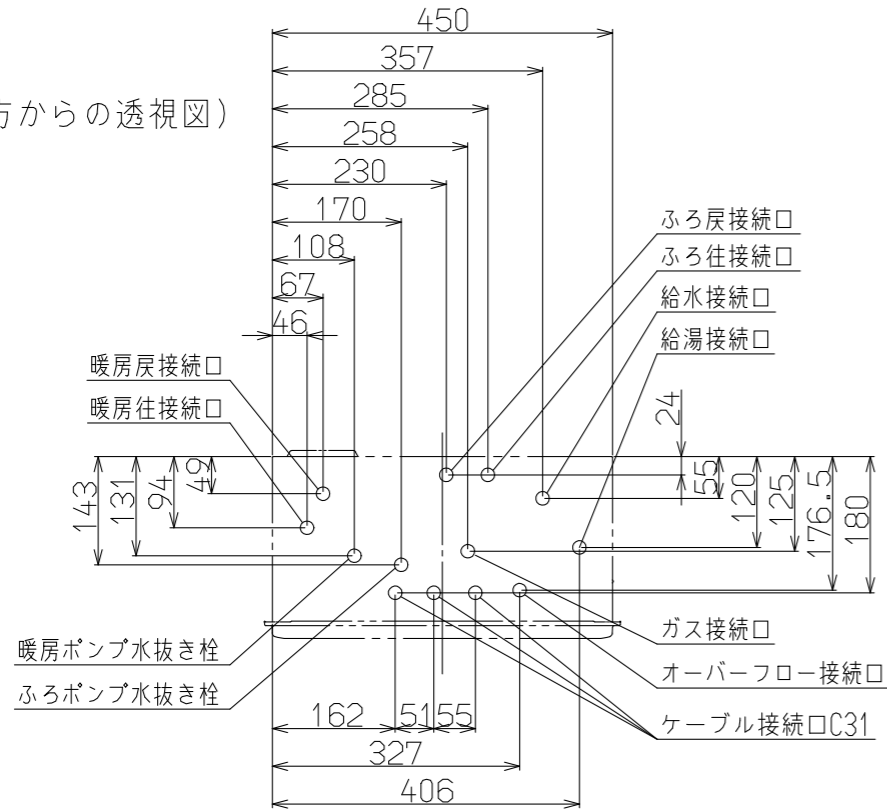 450
357
方からの透視図)
285
258
230
170
108
67
46
ふろ戻接続口
ふろ往接続口
給水接続口
給湯接続口
暖房戻接続口
暖房往接続口
143
131
94
49
24
55
120
125
176.5
180
暖房ポンプ水抜き栓
ふろポンプ水抜き栓
ガス接続口
オーバーフロー接続口
ケーブル接続口C31
162
51
55
327
406